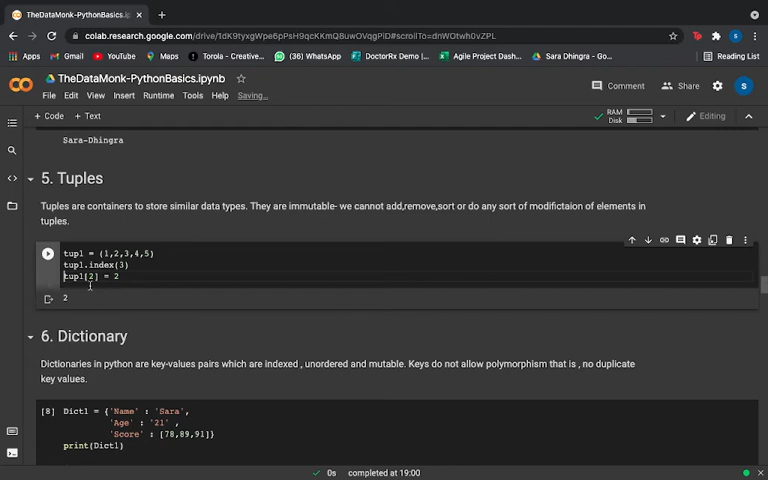 TheDataMonk-PythonBasics.ip
colab.research.google.com/drive/1dK9tyxgWpe6pPsH9qcKKmQ8uwOVqgPiD#scrollTo=dnWOtwh0vZPL
Apps Gmail YouTube Maps Torola - Creative... (36) WhatsApp DoctorRx Demo |... Agile Project Dash... Sara Dhingra - Go... Reading List
TheDataMonk-PythonBasics.ipynb
Comment Share S
File Edit View Insert Runtime Tools Help Saving...
+ Code + Text RAM Disk Editing
Sara-Dhingra
5. Tuples
Tuples are containers to store similar data types. They are immutable- we cannot add,remove,sort or do any sort of modifictaion of elements in
tuples.
tup1 = (1,2,3,4,5)
tup1.index(3)
tup1[2] = 2
2
6. Dictionary
Dictionaries in python are key-values pairs which are indexed , unordered and mutable. Keys do not allow polymorphism that is , no duplicate
key values.
[8] Dict1 = {'Name' : 'Sara',
'Age' : '21' ,
'Score' : [78,89,91]}
print(Dict1)
0s completed at 19:00